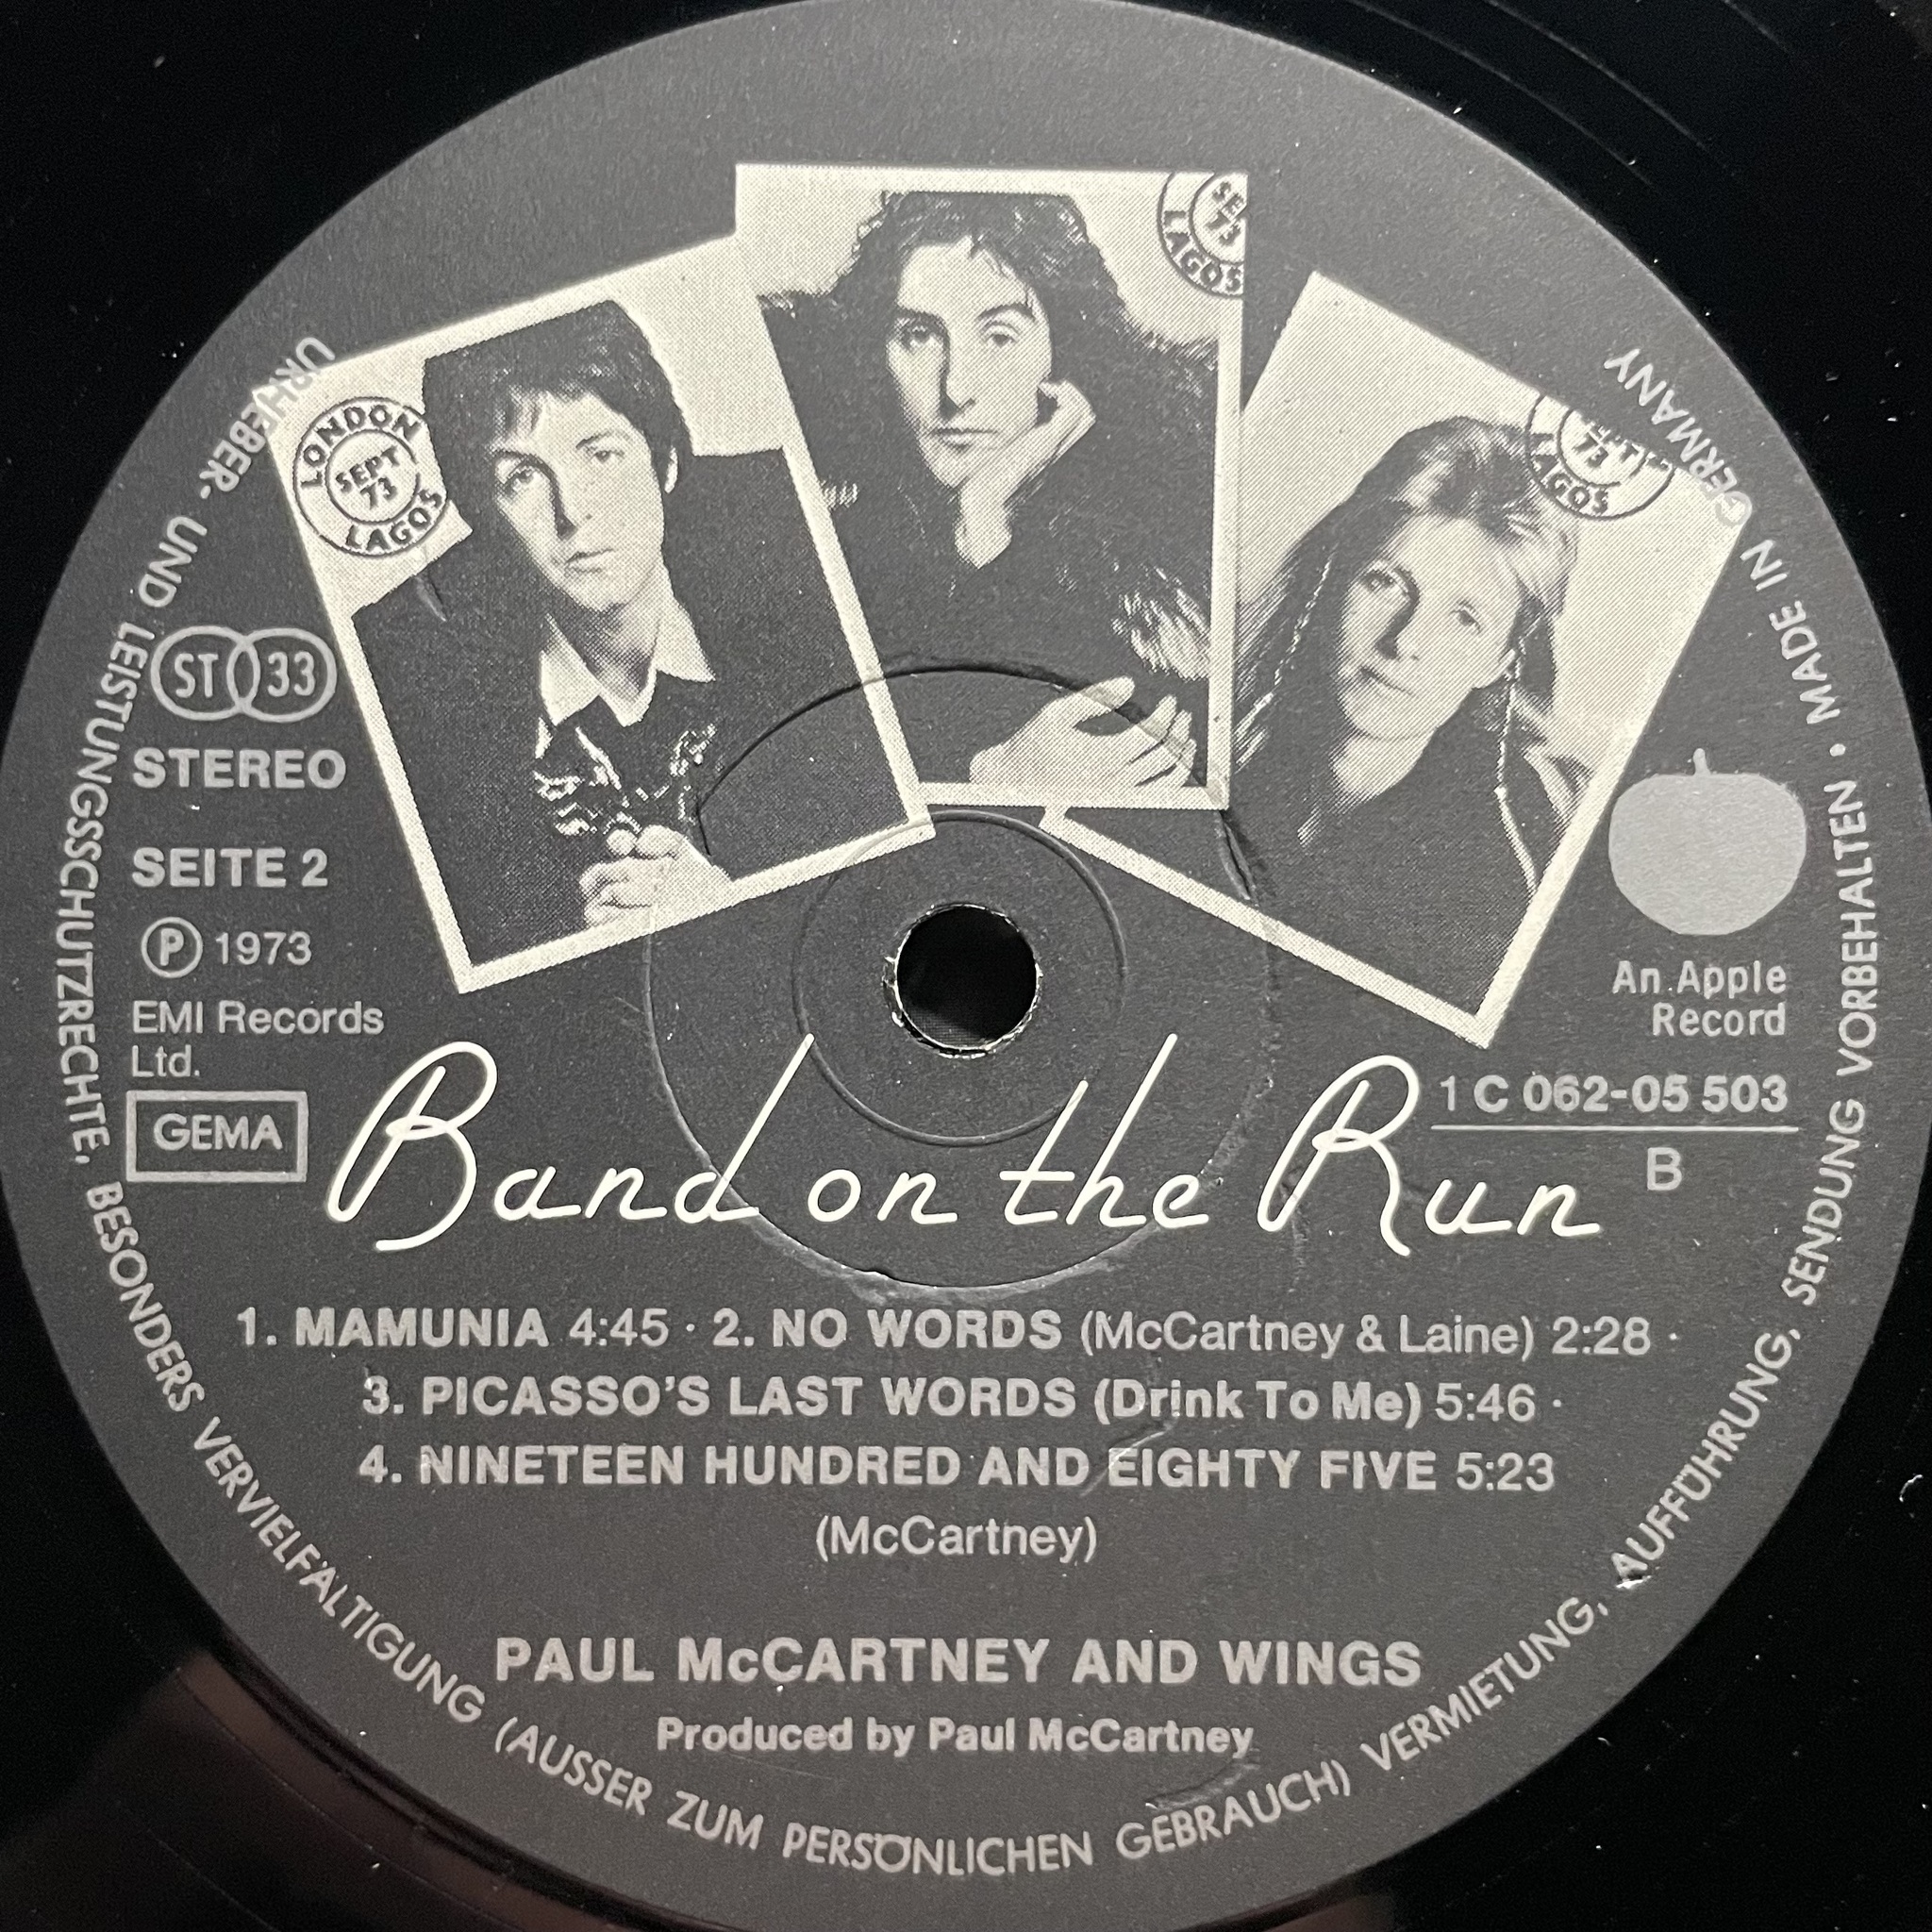 LONDON
SEPT
73
LAGOS
SE
73
LAGOS
73
LAGOS
ST 33
STEREO
SEITE 2
Ⓟ 1973
EMI Records
Ltd.
GEMA
An Apple
Record
1 C 062-05 503
B
Band on the Run
1. MAMUNIA 4:45 · 2. NO WORDS (McCartney & Laine) 2:28 ·
3. PICASSO'S LAST WORDS (Drink To Me) 5:46 ·
4. NINETEEN HUNDRED AND EIGHTY FIVE 5:23
(McCartney)
PAUL McCARTNEY AND WINGS
Produced by Paul McCartney
URHEBER- UND LEISTUNGSSCHUTZRECHTE, BESONDERS VERVIELFÄLTIGUNG (AUSSER ZUM PERSÖNLICHEN GEBRAUCH) VERMIETUNG, AUFFÜHRUNG, SENDUNG VORBEHALTEN · MADE IN GERMANY